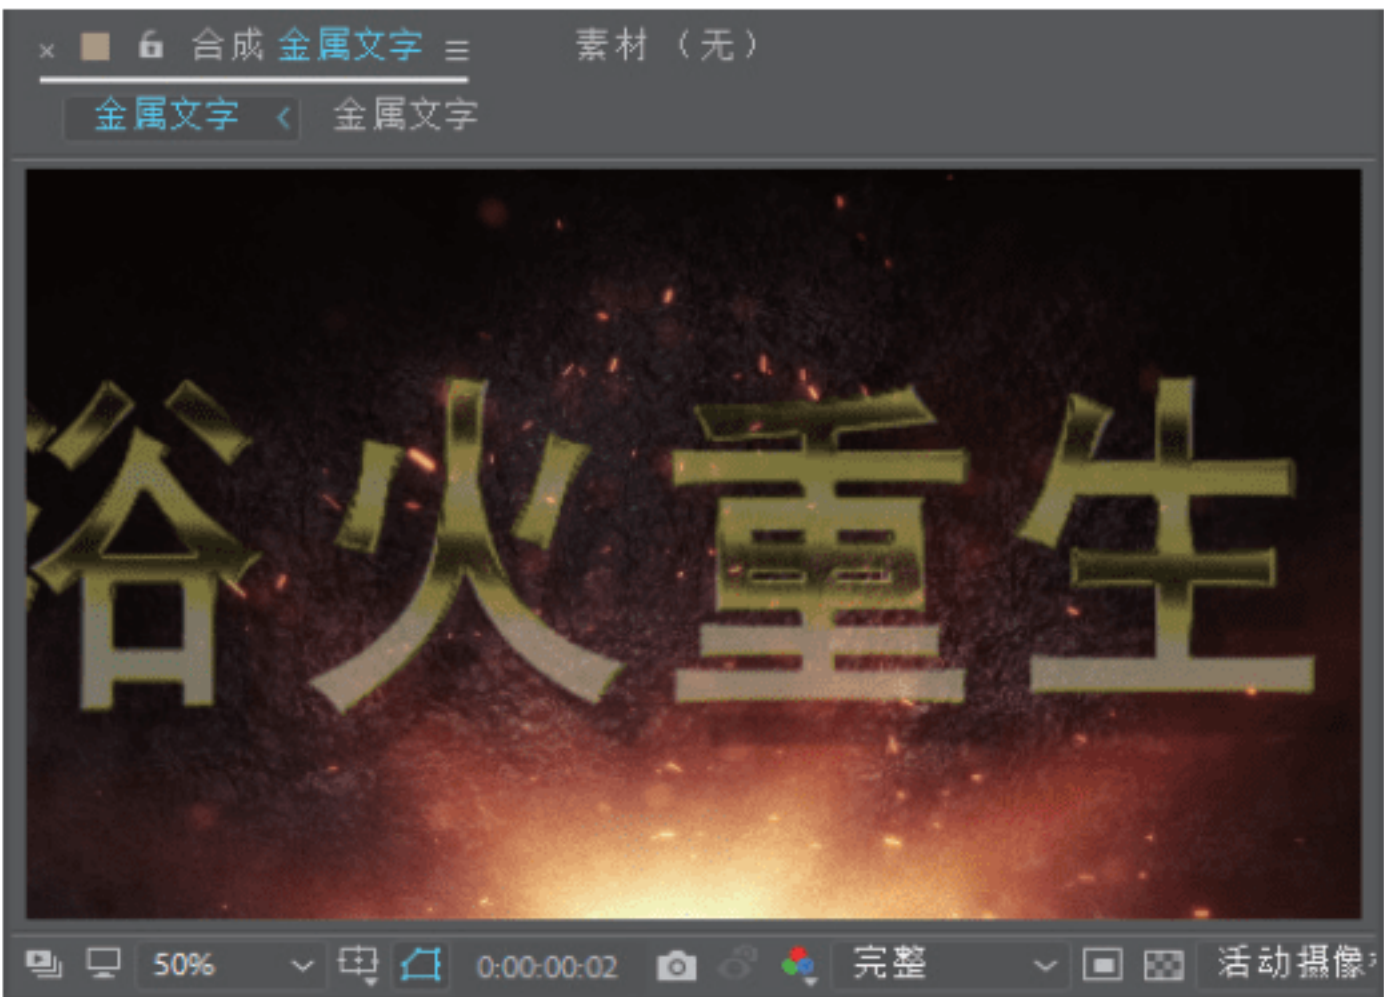 合成 金属文字 素材 （无）
金属文字 金属文字
浴火重生
50% 0:00:00:02 完整 活动摄像